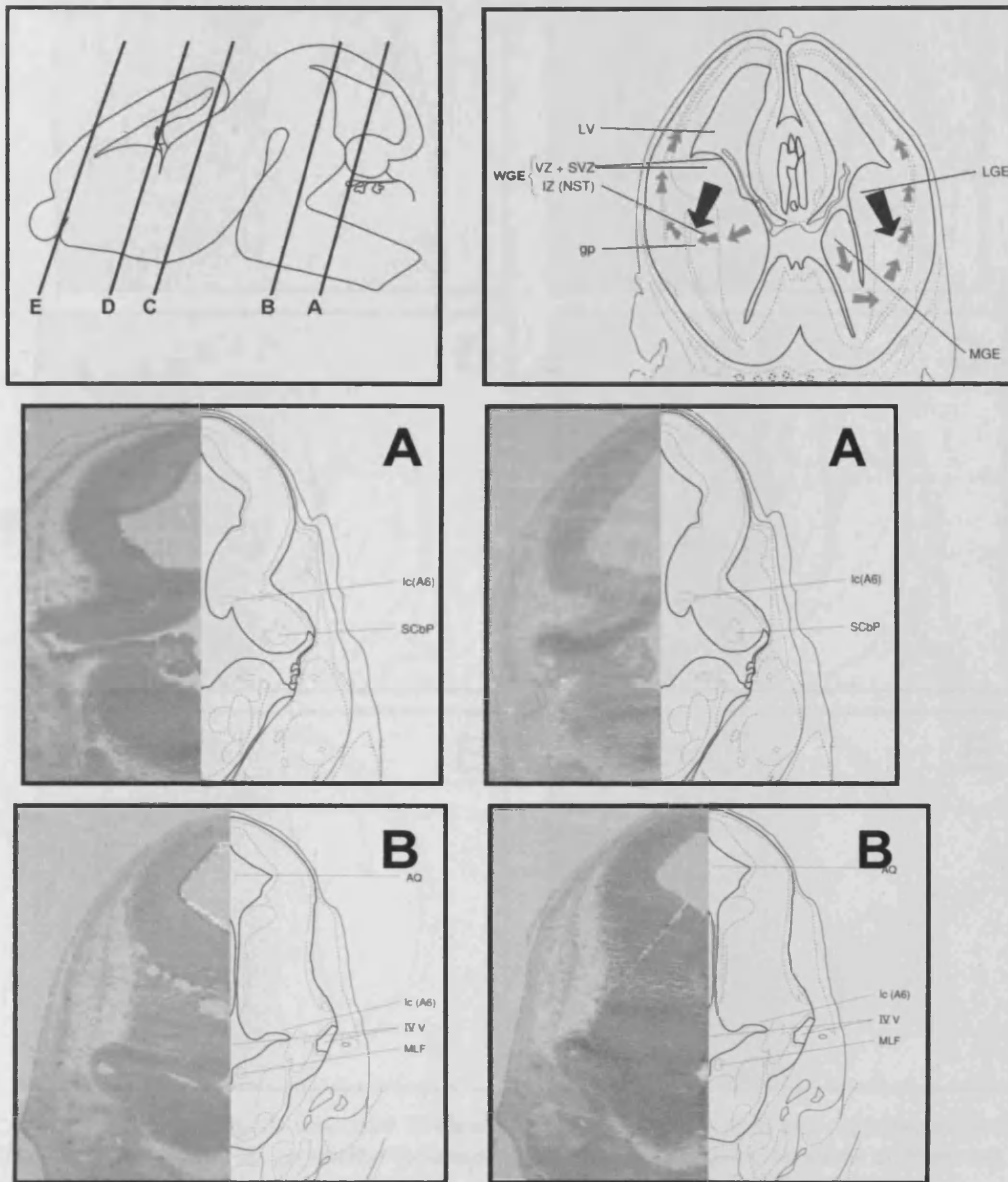 E D C B A
LV
WGE { VZ + SVZ
IZ (NST)
gp
LGE
MGE
A
lc(A6)
SCbP
A
lc(A6)
SCbP
B
AQ
lc (A6)
IV V
MLF
B
AQ
lc (A6)
IV V
MLF